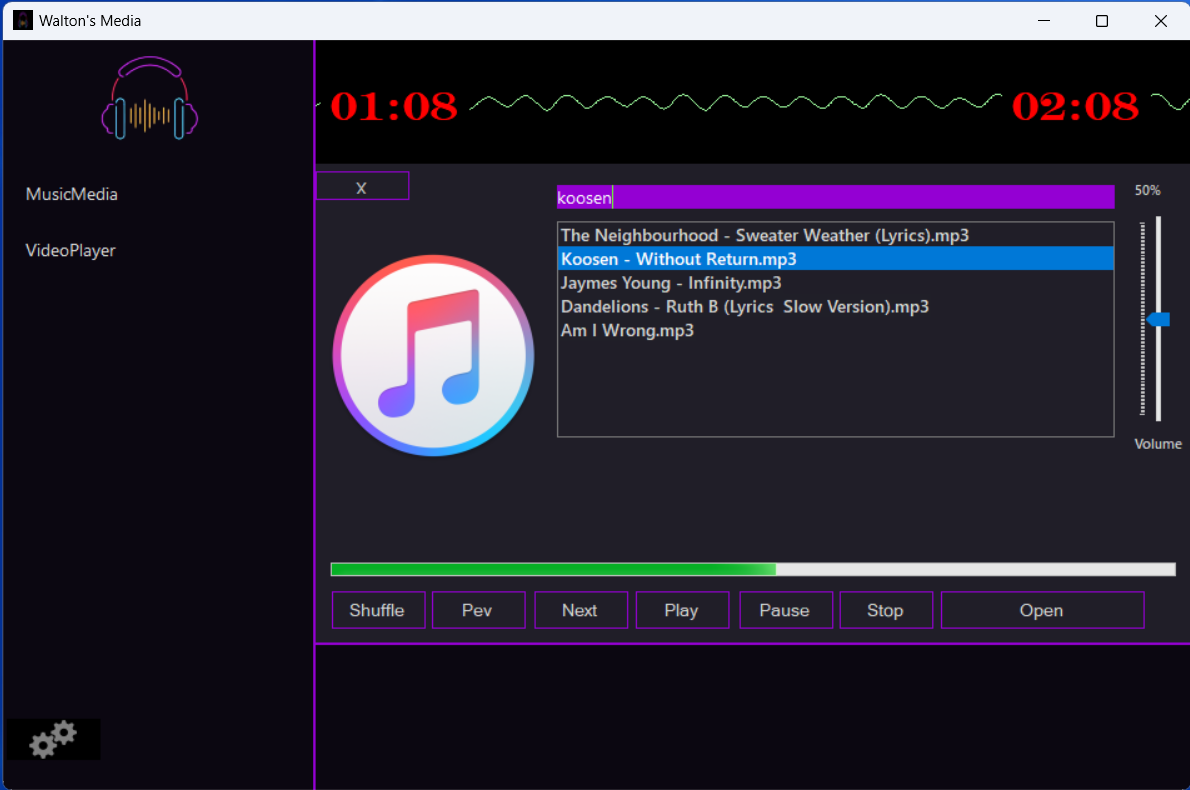 Walton's Media
01:08
02:08
MusicMedia
VideoPlayer
X
koosen
50%
The Neighbourhood - Sweater Weather (Lyrics).mp3
Koosen - Without Return.mp3
Jaymes Young - Infinity.mp3
Dandelions - Ruth B (Lyrics  Slow Version).mp3
Am I Wrong.mp3
Volume
Shuffle
Pev
Next
Play
Pause
Stop
Open